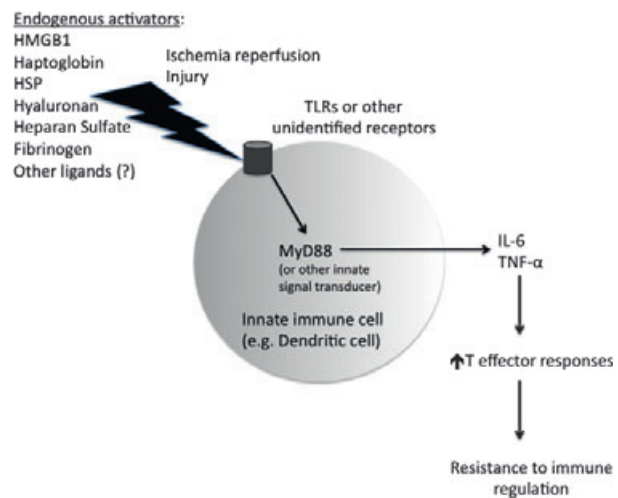 Endogenous activators:
HMGB1
Haptoglobin
HSP
Hyaluronan
Heparan Sulfate
Fibrinogen
Other ligands (?)
Ischemia reperfusion
Injury
TLRs or other
unidentified receptors
MyD88
(or other innate
signal transducer)
Innate immune cell
(e.g. Dendritic cell)
IL-6
TNF-α
↑T effector responses
Resistance to immune
regulation